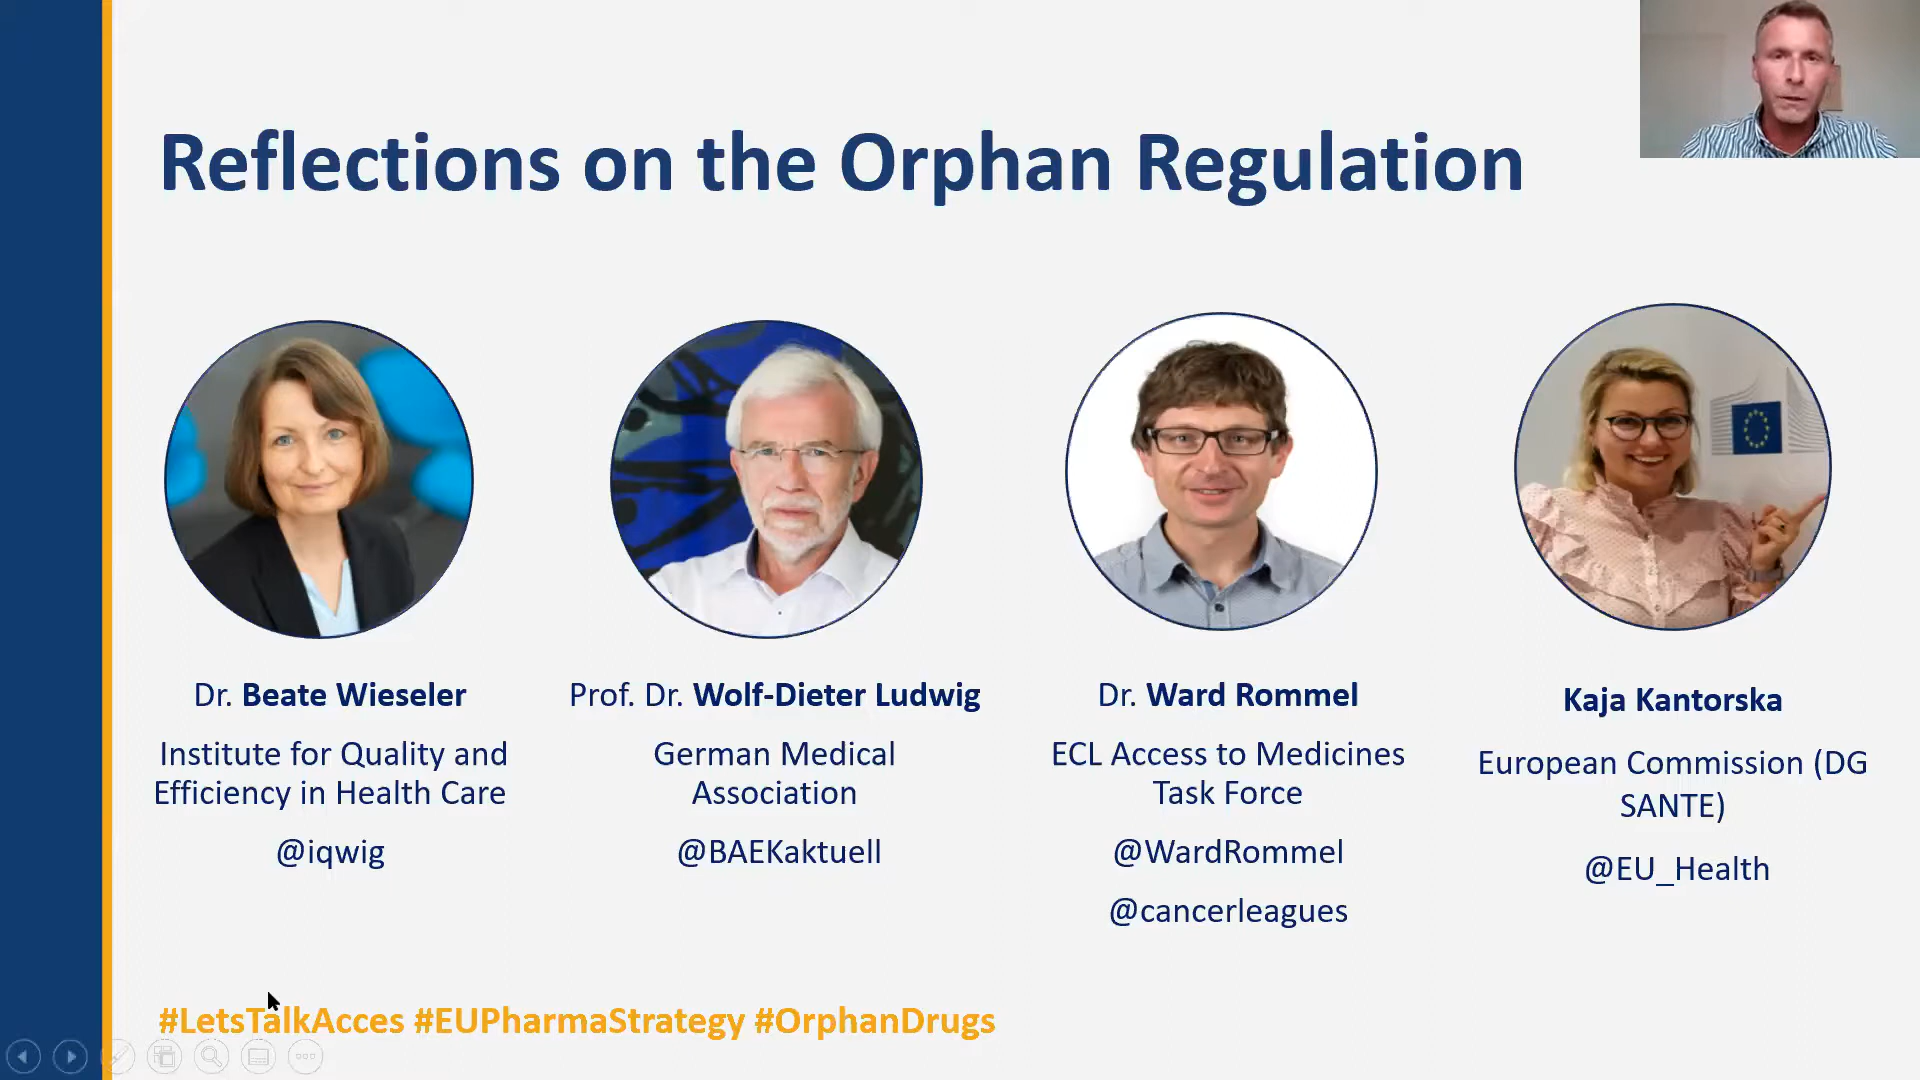 Reflections on the Orphan Regulation
Dr. Beate Wieseler
Institute for Quality and
Efficiency in Health Care
@iqwig
Prof. Dr. Wolf-Dieter Ludwig
German Medical
Association
@BAEKaktuell
Dr. Ward Rommel
ECL Access to Medicines
Task Force
@WardRommel
@cancerleagues
Kaja Kantorska
European Commission (DG
SANTE)
@EU_Health
#LetsTalkAcces #EUPharmaStrategy #OrphanDrugs